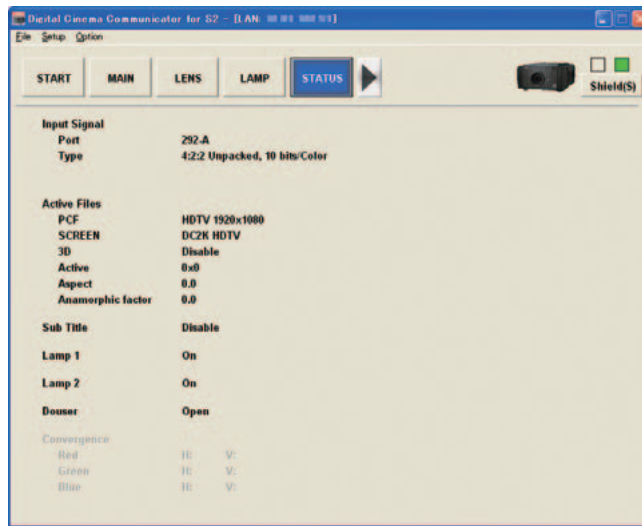 Digital Cinema Communicator for S2 - [LAN:
File Setup Option
START MAIN LENS LAMP STATUS
Shield(S)
Input Signal
Port 292-A
Type 4:2:2 Unpacked, 10 bits/Color
Active Files
PCF HDTV 1920x1080
SCREEN DC2K HDTV
3D Disable
Active 0x0
Aspect 0.0
Anamorphic factor 0.0
Sub Title Disable
Lamp 1 On
Lamp 2 On
Douser Open
Convergence
Red H: V:
Green H: V:
Blue H: V: